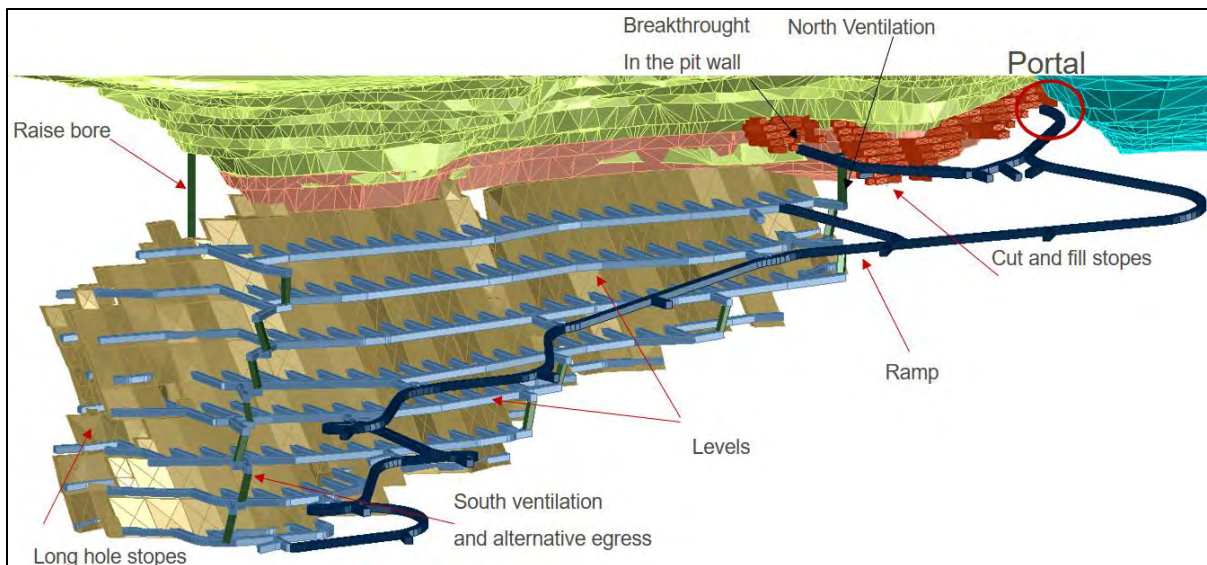 Breakthrought
In the pit wall
North Ventilation
Portal
Raise bore
Cut and fill stopes
Ramp
Levels
South ventilation
and alternative egress
Long hole stopes